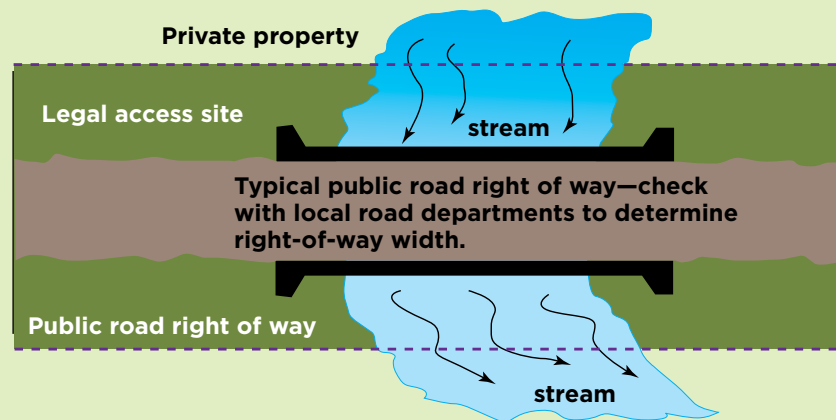 Private property
Legal access site
stream
Typical public road right of way—check
with local road departments to determine
right-of-way width.
Public road right of way
stream